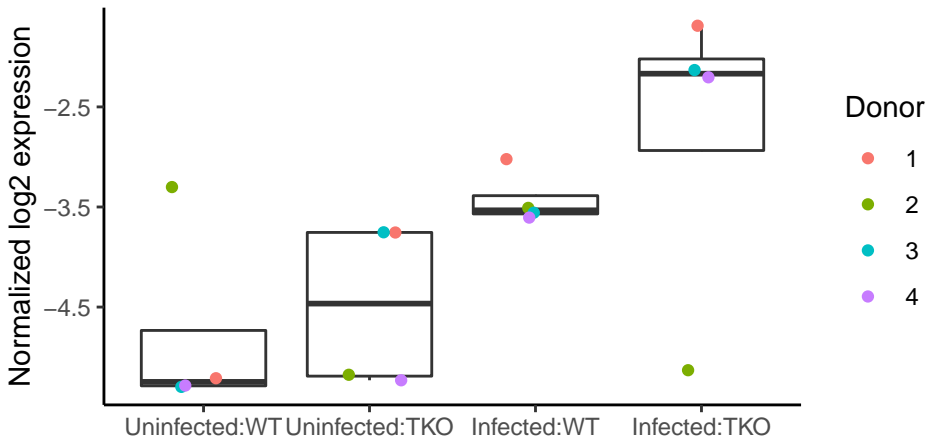 Normalized log2 expression
−2.5
−3.5
−4.5
Uninfected:WT
Uninfected:TKO
Infected:WT
Infected:TKO
Donor
1
2
3
4